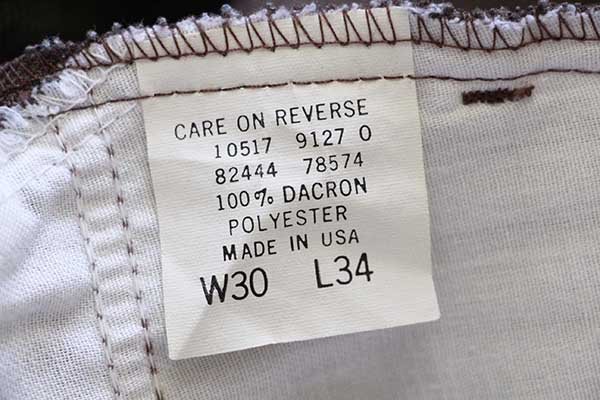 CARE ON REVERSE
10517 9127 0
82444 78574
100% DACRON
POLYESTER
MADE IN USA
W30 L34